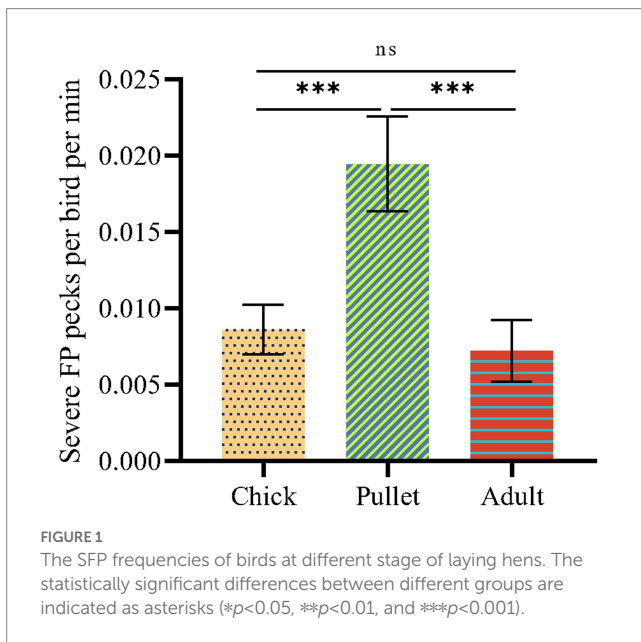 ns
*** ***
0.025
0.020
0.015
0.010
0.005
0.000
Severe FP pecks per bird per min
Chick Pullet Adult
FIGURE 1
The SFP frequencies of birds at different stage of laying hens. The
statistically significant differences between different groups are
indicated as asterisks (*p<0.05, **p<0.01, and ***p<0.001).